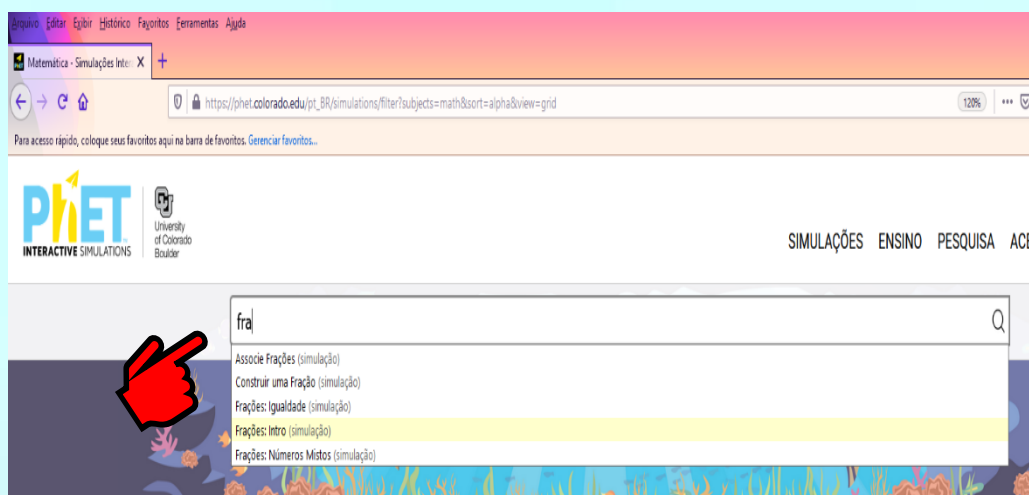 Arquivo Editar Exibir Histórico Favoritos Ferramentas Ajuda
Matemática - Simulações Inter X +
https://phet.colorado.edu/pt_BR/simulations/filter?subjects=math&sort=alpha&view=grid 120%
Para acesso rápido, coloque seus favoritos aqui na barra de favoritos. Gerenciar favoritos...
PhET
INTERACTIVE SIMULATIONS
CU
University
of Colorado
Boulder
SIMULAÇÕES ENSINO PESQUISA ACE
fra
Associe Frações (simulação)
Construir uma Fração (simulação)
Frações: Igualdade (simulação)
Frações: Intro (simulação)
Frações: Números Mistos (simulação)